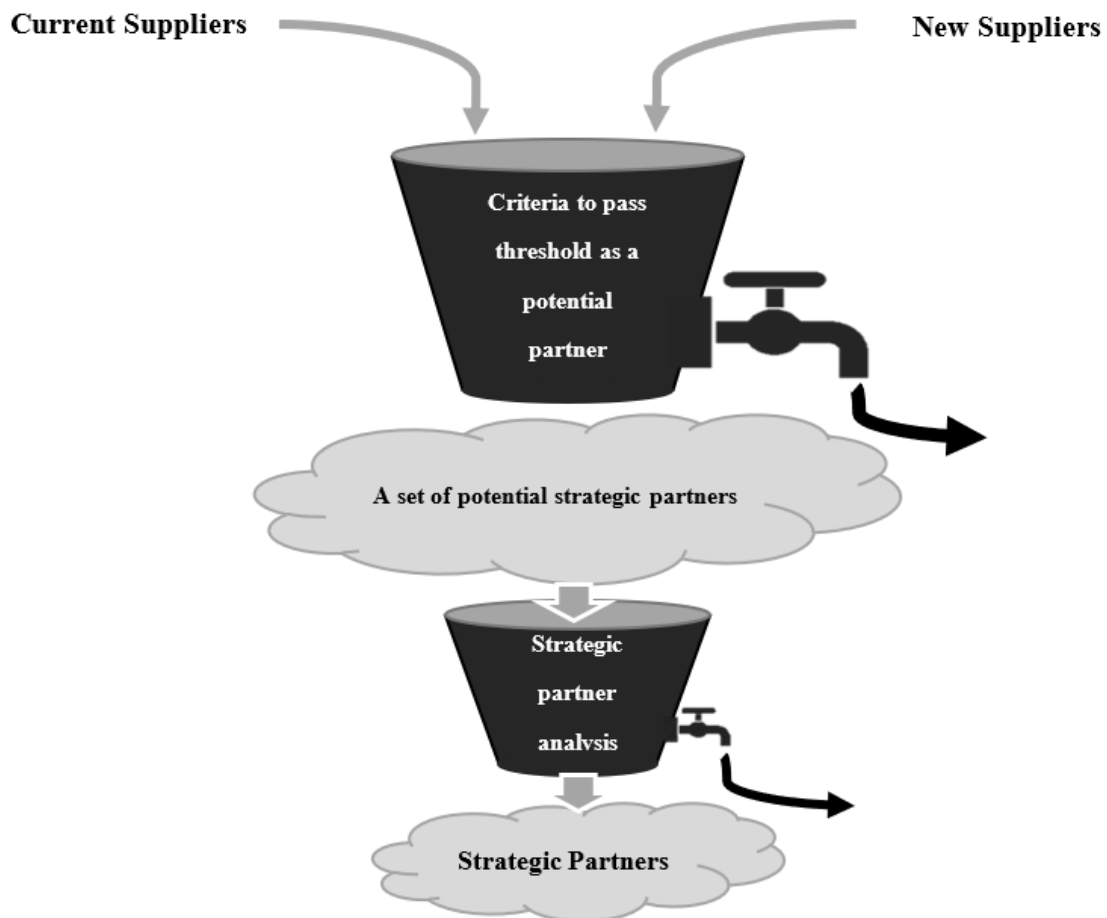 Current Suppliers
New Suppliers
Criteria to pass
threshold as a
potential
partner
A set of potential strategic partners
Strategic
partner
analysis
Strategic Partners